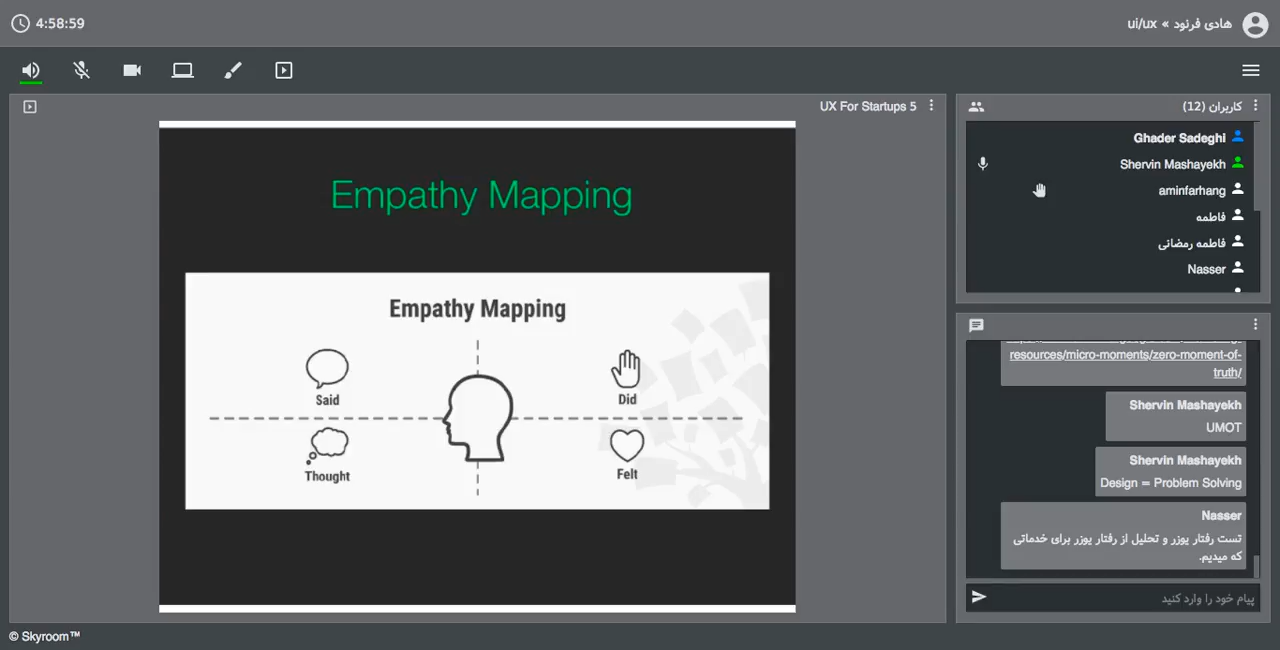 4:58:59
هادی فرنود » ui/ux
UX For Startups 5
Empathy Mapping
Empathy Mapping
Said
Did
Thought
Felt
کاربران (12)
Ghader Sadeghi
Shervin Mashayekh
aminfarhang
فاطمه
فاطمه رمضانی
Nasser
resources/micro-moments/zero-moment-of-
truth/
Shervin Mashayekh
UMOT
Shervin Mashayekh
Design = Problem Solving
Nasser
تست رفتار یوزر و تحلیل از رفتار یوزر برای خدماتی
که میدیم.
پیام خود را وارد کنید
© Skyroom™